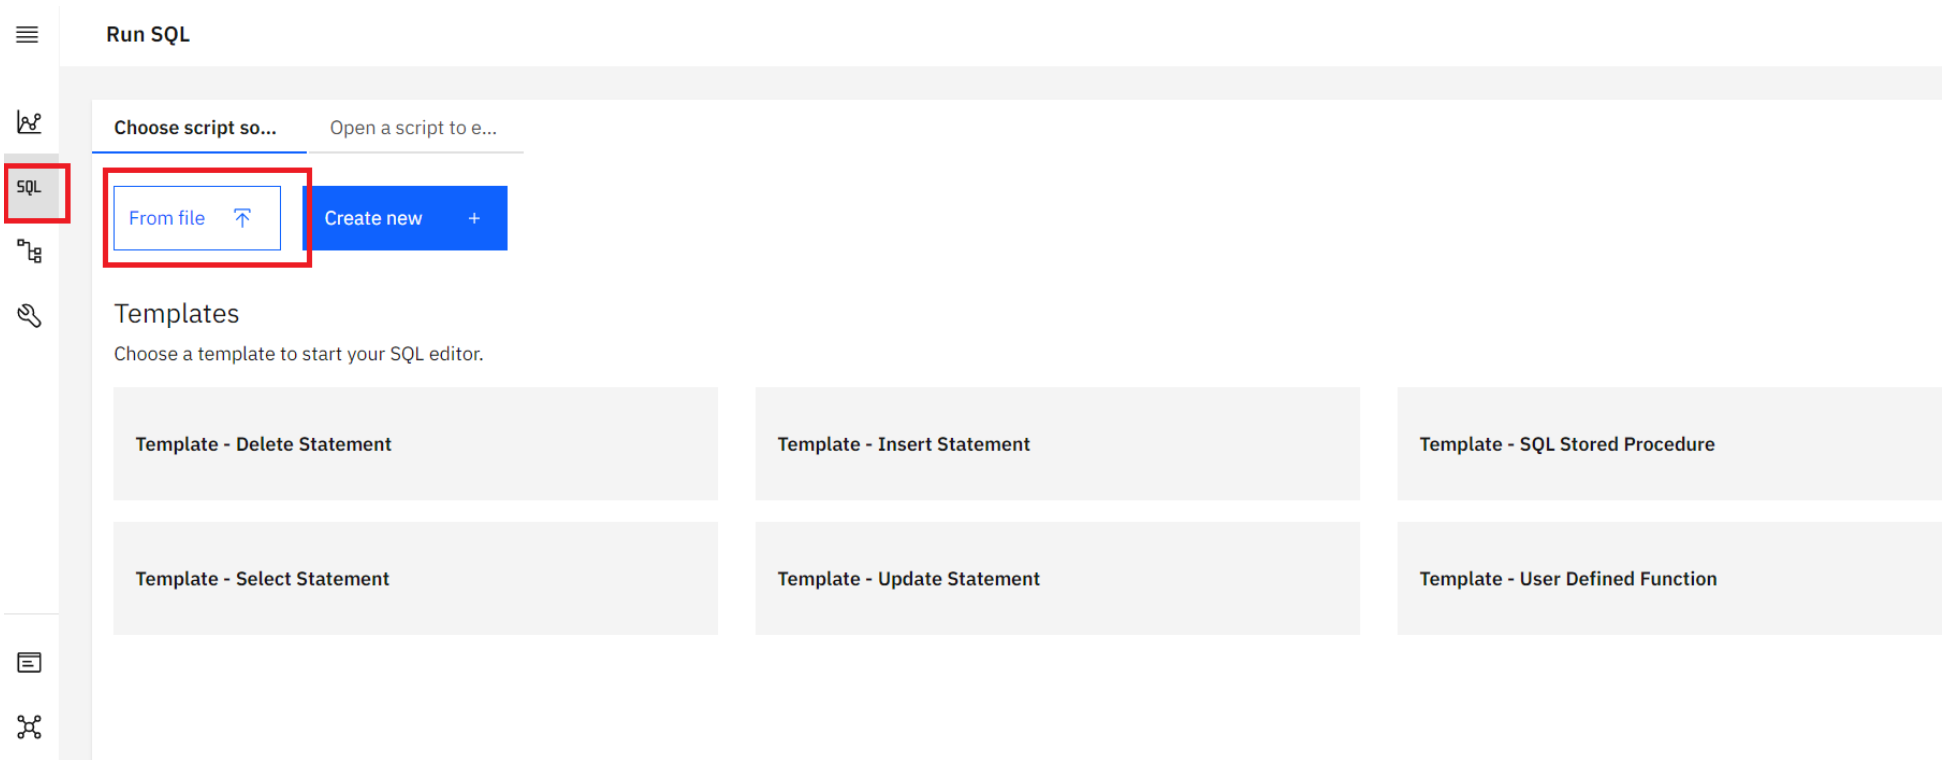 Run SQL
Choose script so...
Open a script to e...
SQL
From file
Create new +
Templates
Choose a template to start your SQL editor.
Template - Delete Statement
Template - Insert Statement
Template - SQL Stored Procedure
Template - Select Statement
Template - Update Statement
Template - User Defined Function